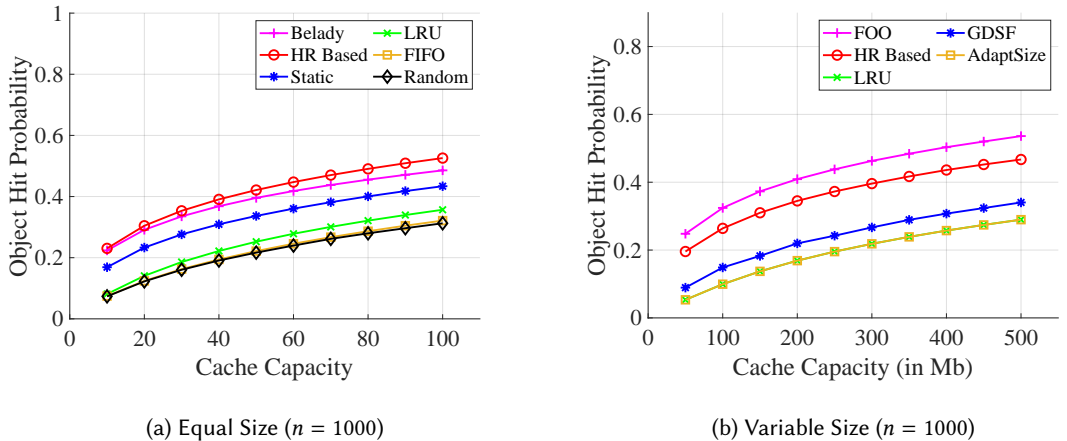 1
0.8
0.6
0.4
0.2
0
Object Hit Probability
Belady
HR Based
Static
LRU
FIFO
Random
0 20 40 60 80 100
Cache Capacity
(a) Equal Size (n = 1000)
0.8
0.6
0.4
0.2
0
Object Hit Probability
FOO
HR Based
LRU
GDSF
AdaptSize
0 100 200 300 400 500
Cache Capacity (in Mb)
(b) Variable Size (n = 1000)